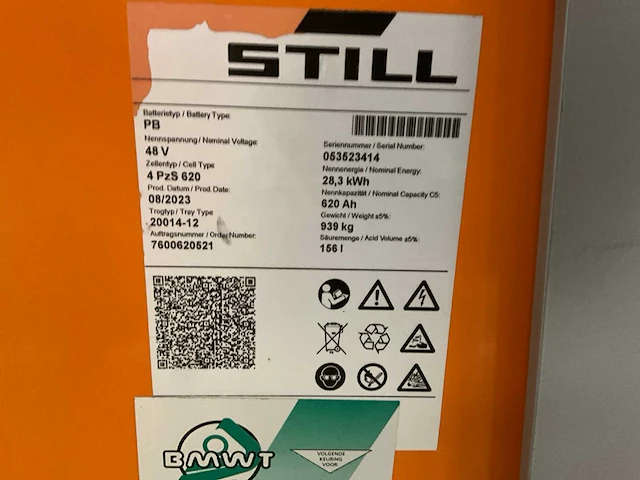 STILL
Batterietyp / Battery Type:
PB
Nennspannung / Nominal Voltage:
48 V
Zellentyp / Cell Type
4 PzS 620
Prod. Datum / Prod. Date:
08/2023
Trogtyp / Tray Type
20014-12
Auftragsnummer / Order Number:
7600620521
Seriennummer / Serial Number:
053523414
Nennenergie / Nominal Energy:
28,3 kWh
Nennkapazität / Nominal Capacity C5:
620 Ah
Gewicht / Weight ±5%:
939 kg
Säuremenge / Acid Volume ±5%:
156 l
BMWT
VOLGENDE
KEURING
VOOR: